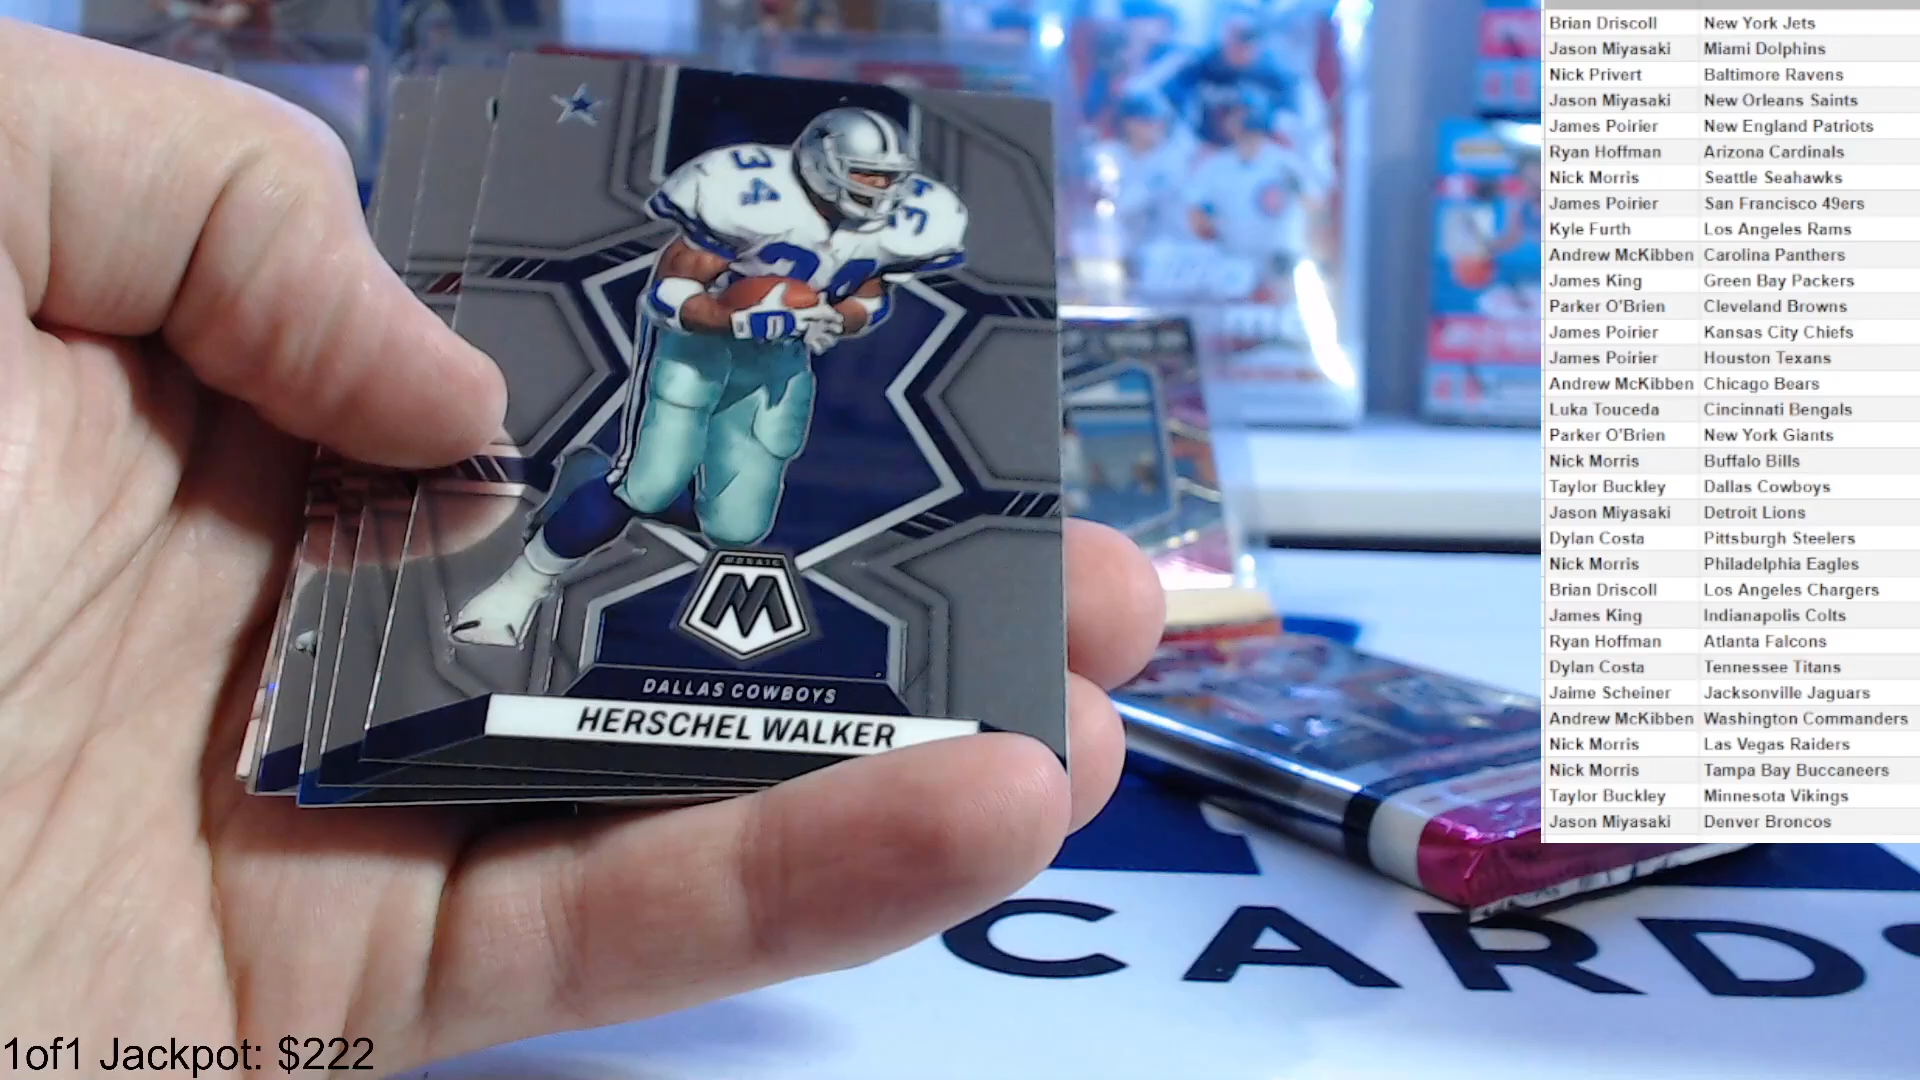 34
34
34
MOSAIC
M
DALLAS COWBOYS
HERSCHEL WALKER
CARD
1of1 Jackpot: $222
Brian Driscoll New York Jets
Jason Miyasaki Miami Dolphins
Nick Privert Baltimore Ravens
Jason Miyasaki New Orleans Saints
James Poirier New England Patriots
Ryan Hoffman Arizona Cardinals
Nick Morris Seattle Seahawks
James Poirier San Francisco 49ers
Kyle Furth Los Angeles Rams
Andrew McKibben Carolina Panthers
James King Green Bay Packers
Parker O'Brien Cleveland Browns
James Poirier Kansas City Chiefs
James Poirier Houston Texans
Andrew McKibben Chicago Bears
Luka Touceda Cincinnati Bengals
Parker O'Brien New York Giants
Nick Morris Buffalo Bills
Taylor Buckley Dallas Cowboys
Jason Miyasaki Detroit Lions
Dylan Costa Pittsburgh Steelers
Nick Morris Philadelphia Eagles
Brian Driscoll Los Angeles Chargers
James King Indianapolis Colts
Ryan Hoffman Atlanta Falcons
Dylan Costa Tennessee Titans
Jaime Scheiner Jacksonville Jaguars
Andrew McKibben Washington Commanders
Nick Morris Las Vegas Raiders
Nick Morris Tampa Bay Buccaneers
Taylor Buckley Minnesota Vikings
Jason Miyasaki Denver Broncos